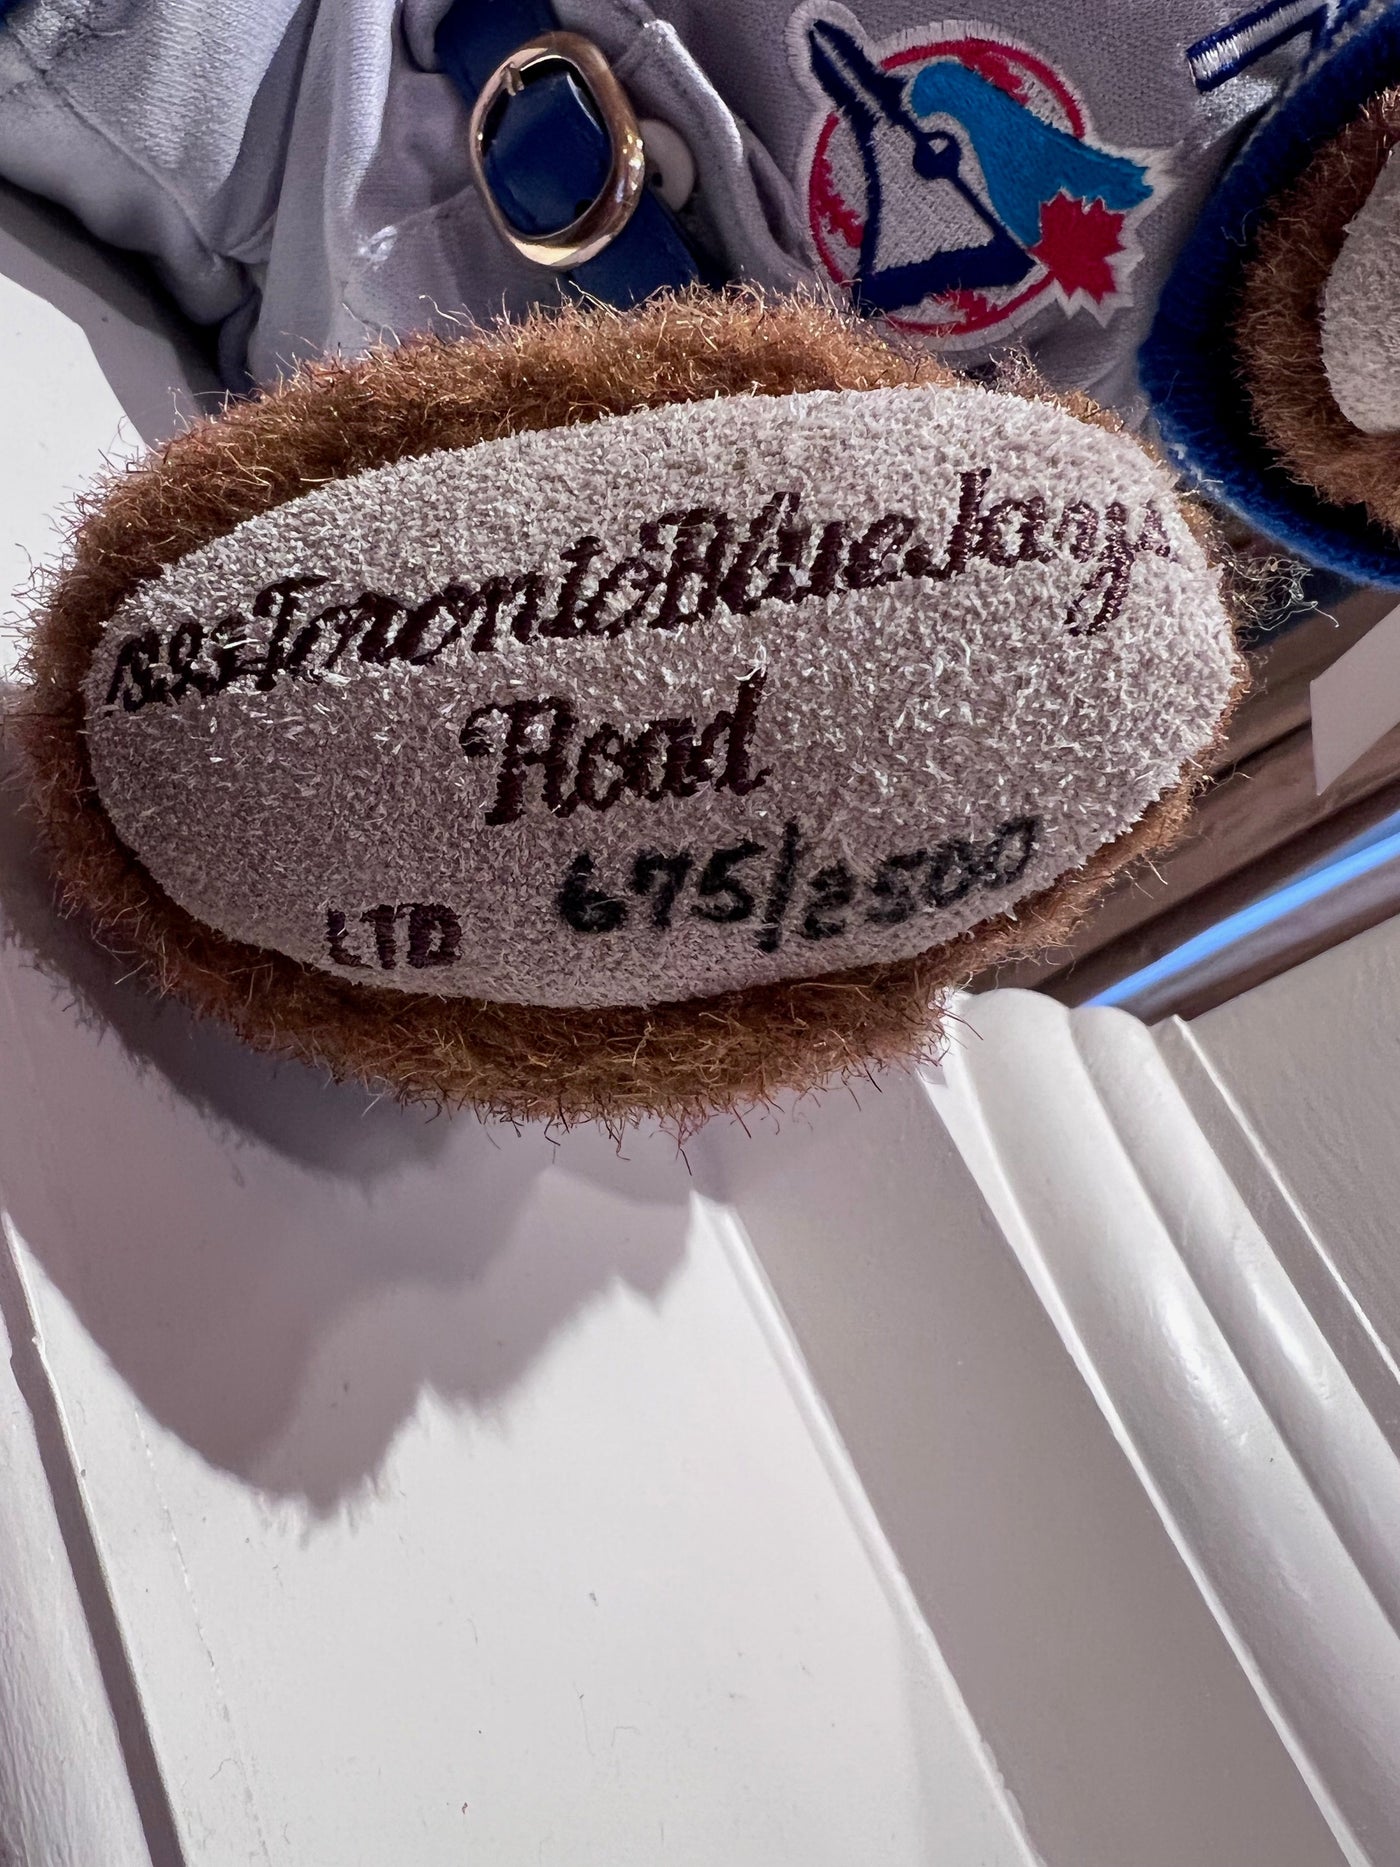 Toronto Blue Jays
Road
LTD 675/2500